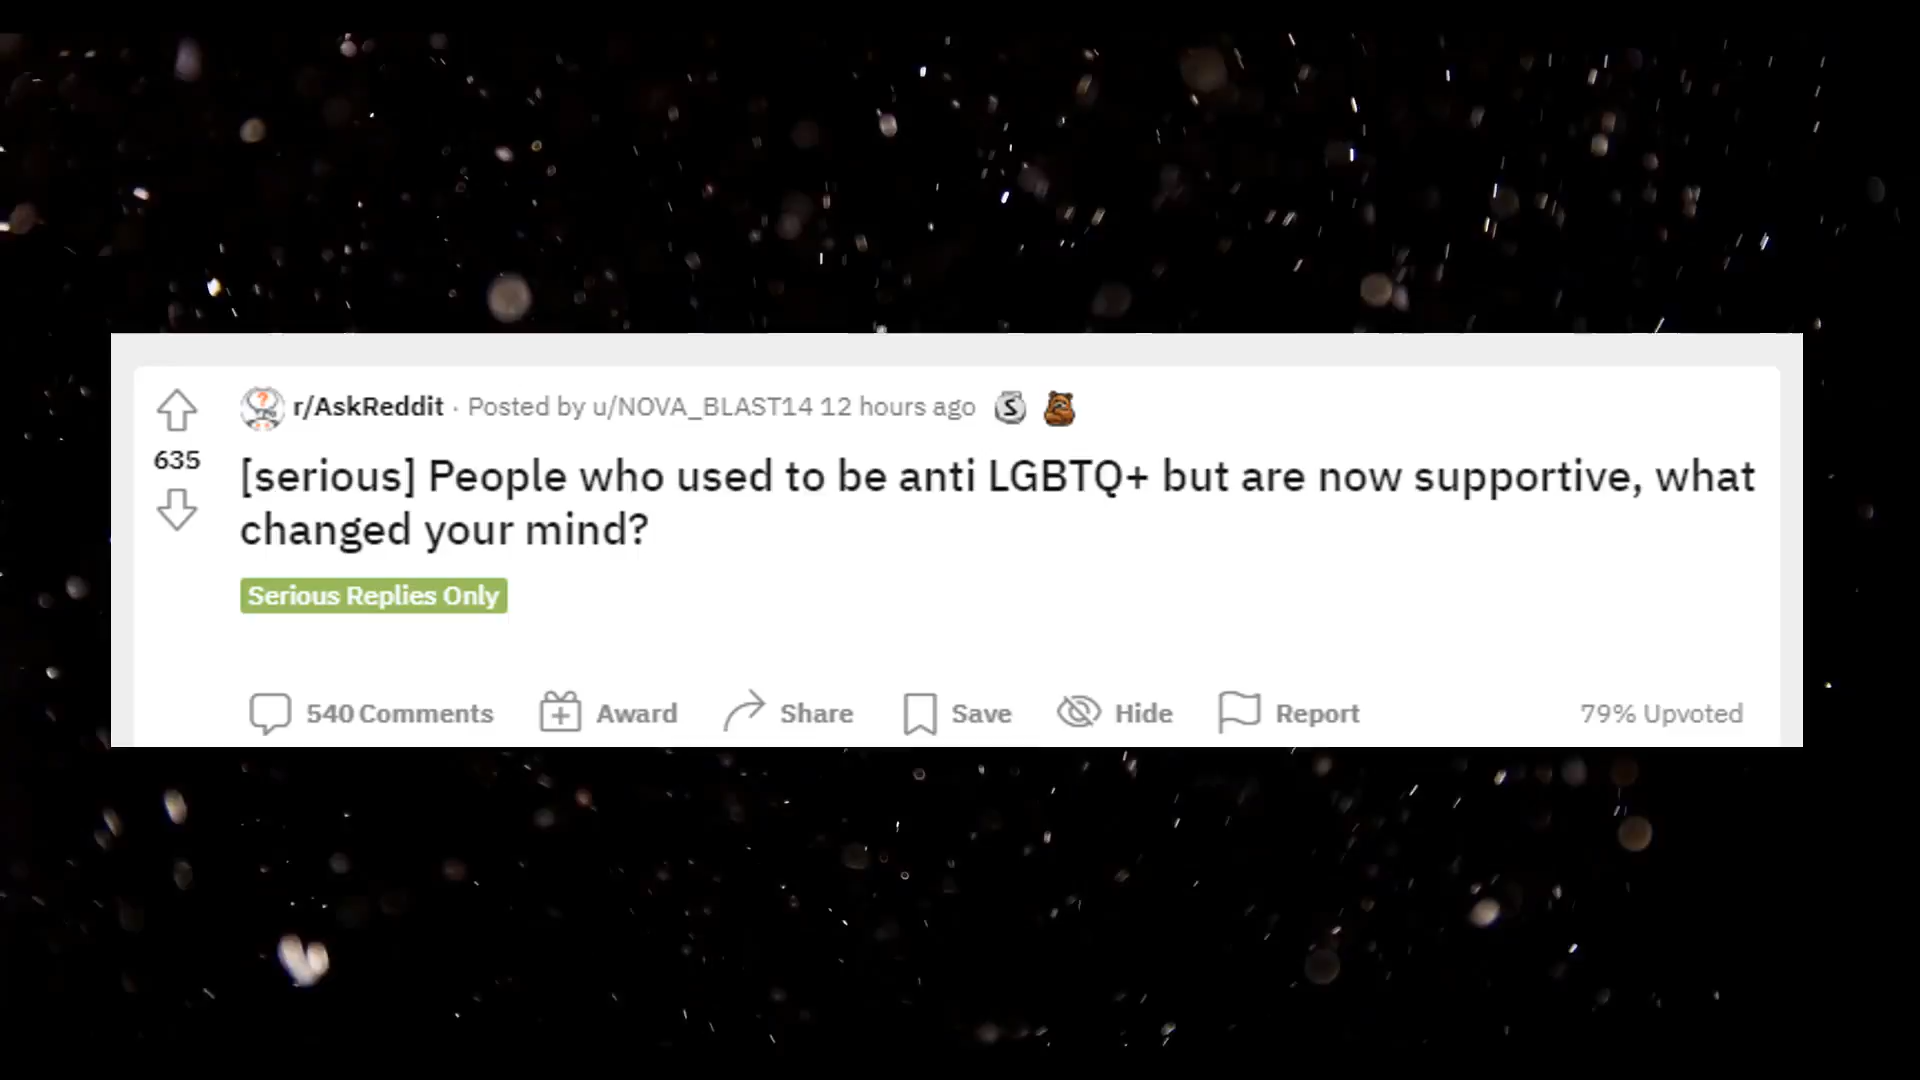 r/AskReddit · Posted by u/NOVA_BLAST14 12 hours ago
635
[serious] People who used to be anti LGBTQ+ but are now supportive, what
changed your mind?
Serious Replies Only
540 Comments Award Share Save Hide Report 79% Upvoted